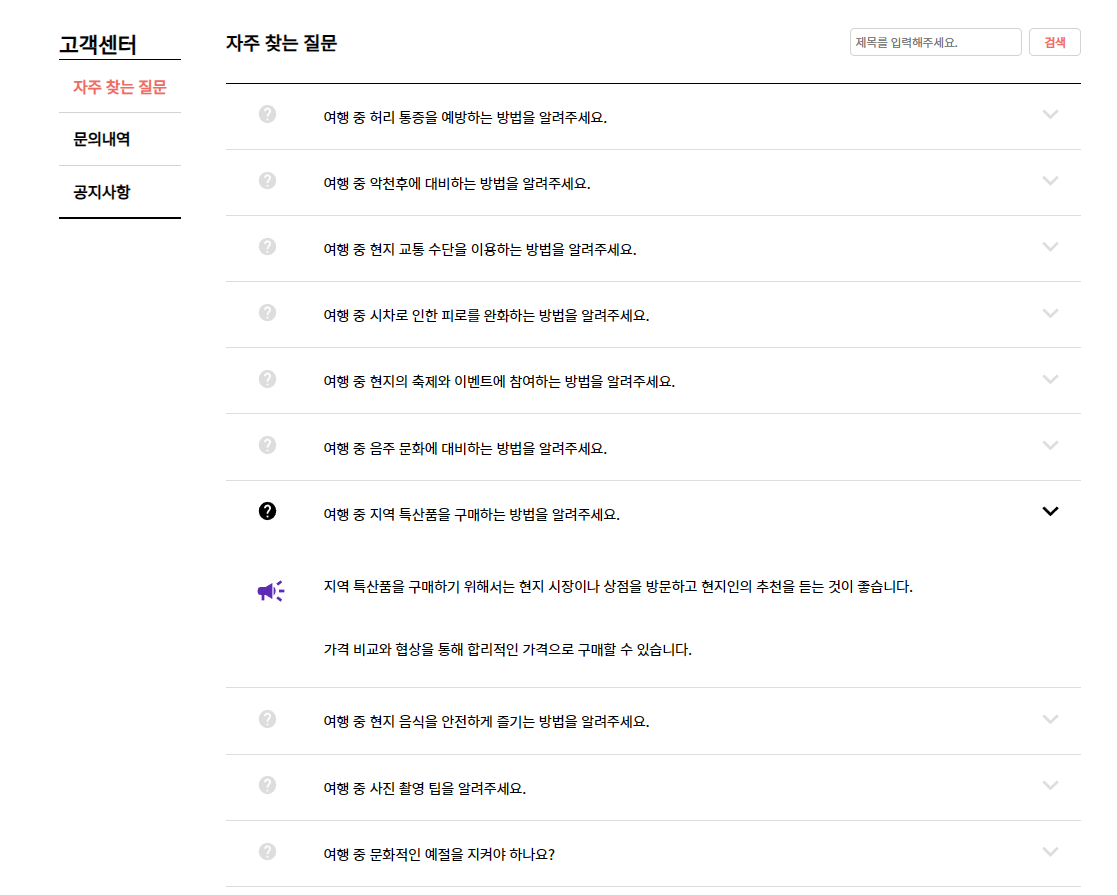 고객센터
자주 찾는 질문
문의내역
공지사항
자주 찾는 질문
제목를 입력해주세요.
검색
여행 중 허리 통증을 예방하는 방법을 알려주세요.
여행 중 악천후에 대비하는 방법을 알려주세요.
여행 중 현지 교통 수단을 이용하는 방법을 알려주세요.
여행 중 시차로 인한 피로를 완화하는 방법을 알려주세요.
여행 중 현지의 축제와 이벤트에 참여하는 방법을 알려주세요.
여행 중 음주 문화에 대비하는 방법을 알려주세요.
여행 중 지역 특산품을 구매하는 방법을 알려주세요.
지역 특산품을 구매하기 위해서는 현지 시장이나 상점을 방문하고 현지인의 추천을 듣는 것이 좋습니다.
가격 비교와 협상을 통해 합리적인 가격으로 구매할 수 있습니다.
여행 중 현지 음식을 안전하게 즐기는 방법을 알려주세요.
여행 중 사진 촬영 팁을 알려주세요.
여행 중 문화적인 예절을 지켜야 하나요?